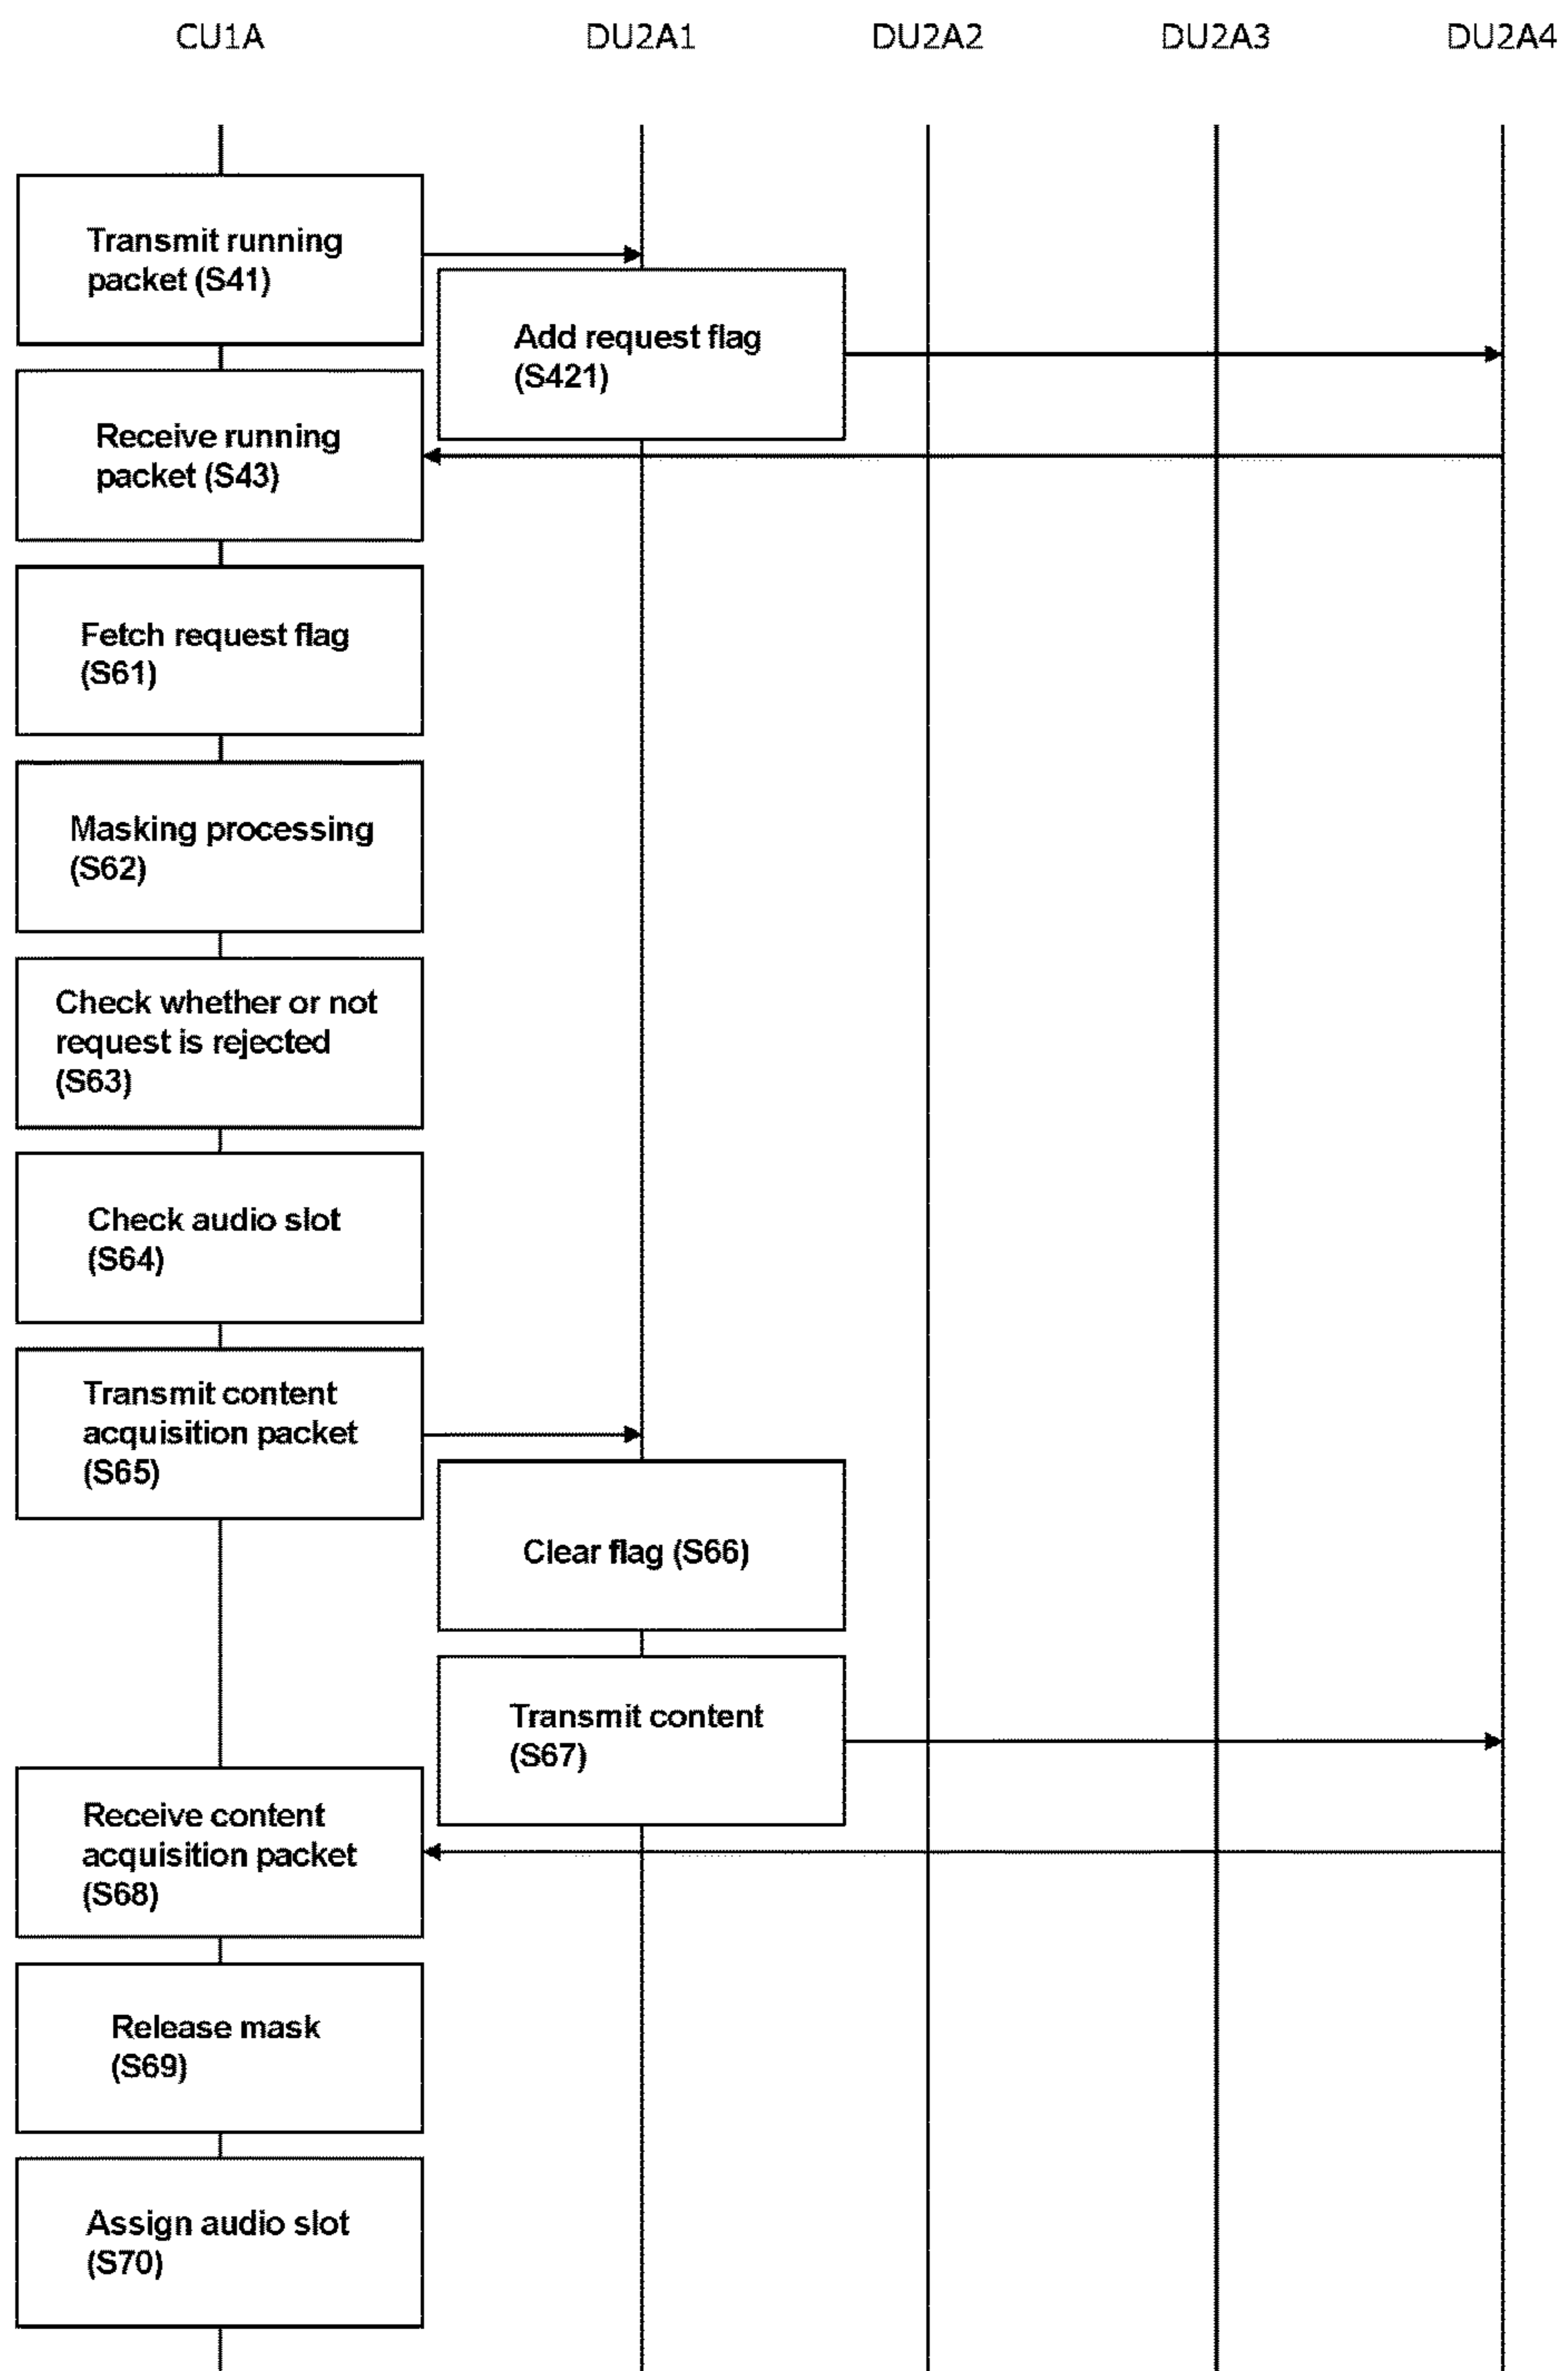 CU1A DU2A1 DU2A2 DU2A3 DU2A4
Transmit running
packet (S41)
Add request flag
(S421)
Receive running
packet (S43)
Fetch request flag
(S61)
Masking processing
(S62)
Check whether or not
request is rejected
(S63)
Check audio slot
(S64)
Transmit content
acquisition packet
(S65)
Clear flag (S66)
Transmit content
(S67)
Receive content
acquisition packet
(S68)
Release mask
(S69)
Assign audio slot
(S70)